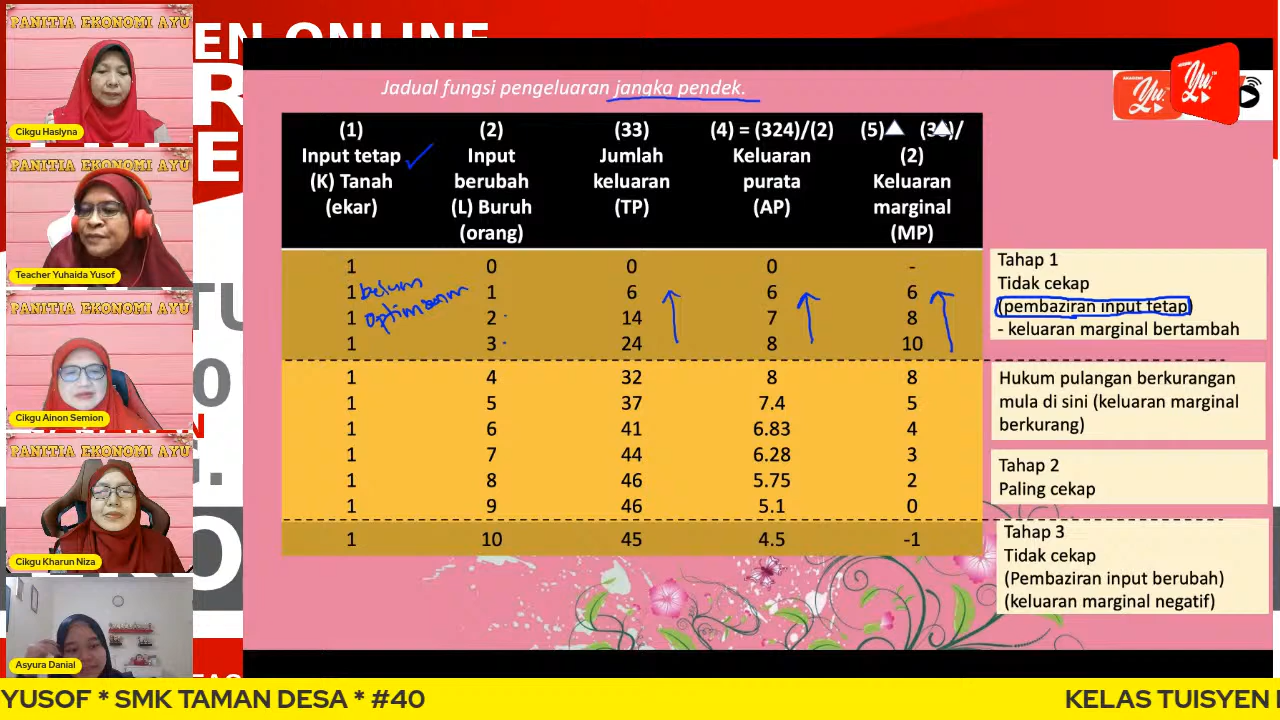 PANITIA EKONOMI AYU
Cikgu Haslyna
PANITIA EKONOMI AYU
Teacher Yuhaida Yusof
PANITIA EKONOMI AYU
Cikgu Ainon Semion
PANITIA EKONOMI AYU
Cikgu Kharun Niza
Asyura Danial
EN ONLINE
Jadual fungsi pengeluaran jangka pendek.
(1) Input tetap (K) Tanah (ekar)
(2) Input berubah (L) Buruh (orang)
(33) Jumlah keluaran (TP)
(4) = (324)/(2) Keluaran purata (AP)
(5)▲ (3▲)/ (2) Keluaran marginal (MP)
1 0 0 0 -
1 1 6 6 6
1 2 14 7 8
1 3 24 8 10
belum
optimum
1 4 32 8 8
1 5 37 7.4 5
1 6 41 6.83 4
1 7 44 6.28 3
1 8 46 5.75 2
1 9 46 5.1 0
1 10 45 4.5 -1
Tahap 1
Tidak cekap
(pembaziran input tetap)
- keluaran marginal bertambah
Hukum pulangan berkurangan
mula di sini (keluaran marginal
berkurang)
Tahap 2
Paling cekap
Tahap 3
Tidak cekap
(Pembaziran input berubah)
(keluaran marginal negatif)
YUSOF * SMK TAMAN DESA * #40
KELAS TUISYEN